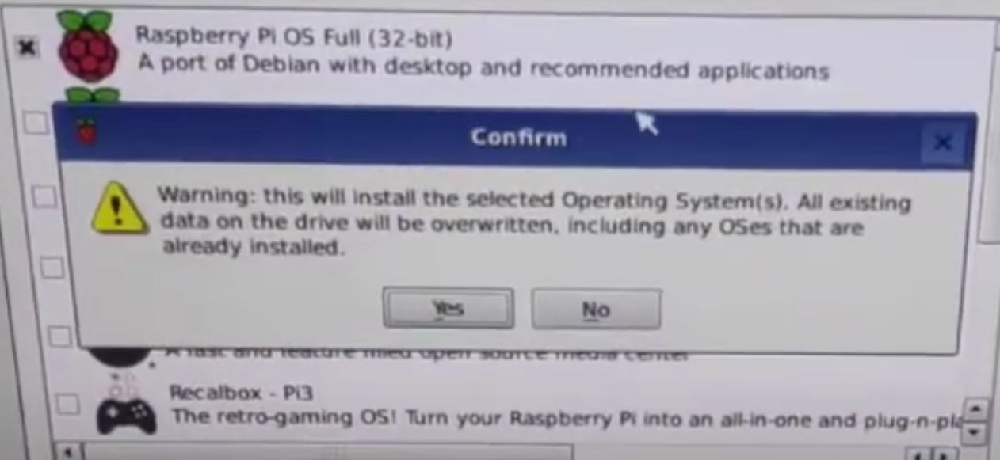 Raspberry Pi OS Full (32-bit)
A port of Debian with desktop and recommended applications
Confirm
Warning: this will install the selected Operating System(s). All existing
data on the drive will be overwritten, including any OSes that are
already installed.
Yes
No
A fast and feature filled open source media center
Recalbox - Pi3
The retro-gaming OS! Turn your Raspberry Pi into an all-in-one and plug-n-pla